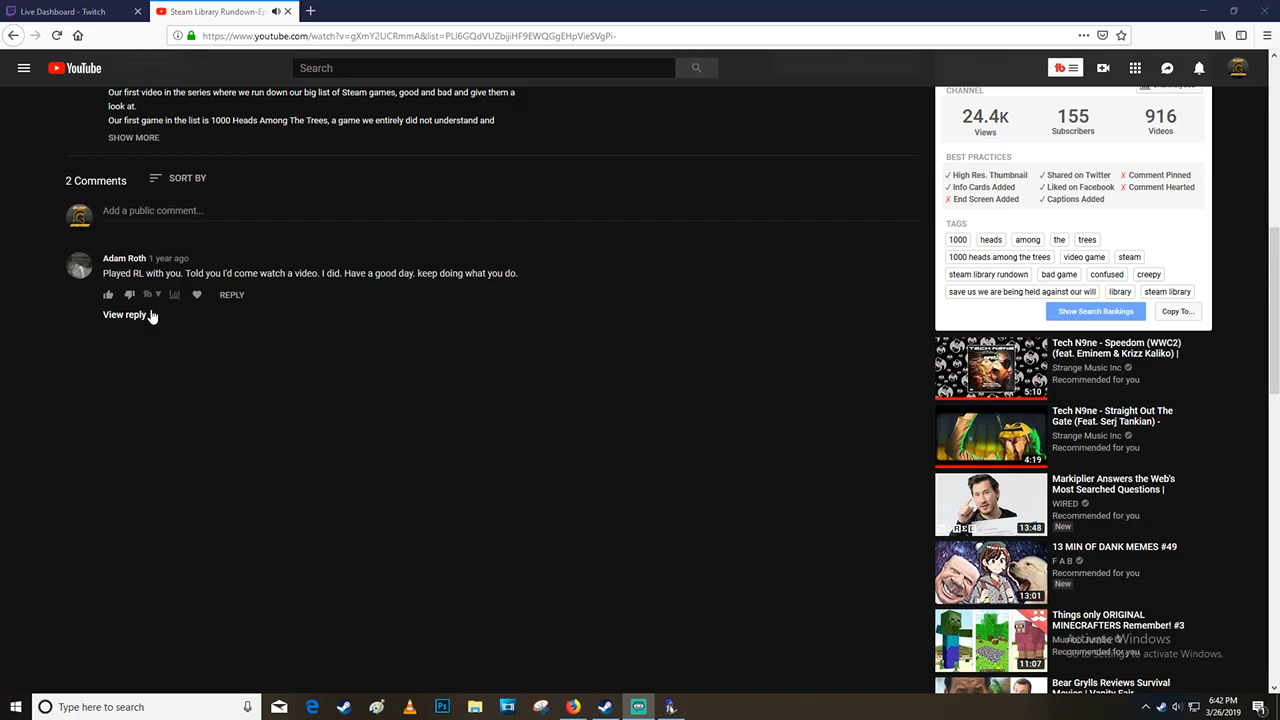 Live Dashboard - Twitch
Steam Library Rundown-Ep
https://www.youtube.com/watch?v=gXmY2UCRmmA&list=PLl6GQdVUZbijiHF9EWQGgEHpVieSVgPi-
YouTube
Search
Our first video in the series where we run down our big list of Steam games, good and bad and give them a
look at.
Our first game in the list is 1000 Heads Among The Trees, a game we entirely did not understand and
SHOW MORE
2 Comments
SORT BY
Add a public comment...
Adam Roth 1 year ago
Played RL with you. Told you I'd come watch a video. I did. Have a good day. keep doing what you do.
REPLY
View reply
CHANNEL
24.4K 155 916
Views Subscribers Videos
BEST PRACTICES
✓ High Res. Thumbnail ✓ Shared on Twitter ✗ Comment Pinned
✓ Info Cards Added ✓ Liked on Facebook ✗ Comment Hearted
✗ End Screen Added ✓ Captions Added
TAGS
1000 heads among the trees
1000 heads among the trees video game steam
steam library rundown bad game confused creepy
save us we are being held against our will library steam library
Show Search Rankings Copy To...
Tech N9ne - Speedom (WWC2)
(feat. Eminem & Krizz Kaliko) |
Strange Music Inc
Recommended for you
5:10
Tech N9ne - Straight Out The
Gate (Feat. Serj Tankian) -
Strange Music Inc
Recommended for you
4:19
Markiplier Answers the Web's
Most Searched Questions |
WIRED
Recommended for you
New
WIRED
13:48
13 MIN OF DANK MEMES #49
F A B
Recommended for you
New
13:01
Things only ORIGINAL
MINECRAFTERS Remember! #3
Mumbo Jumbo
Recommended for you
11:07
Activate Windows
Go to Settings to activate Windows.
Bear Grylls Reviews Survival
Movies | Vanity Fair
Type here to search
6:42 PM
3/26/2019